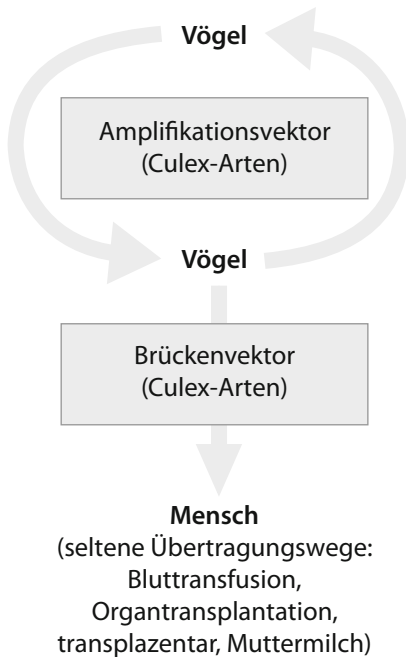 Vögel
Amplifikationsvektor
(Culex-Arten)
Vögel
Brückenvektor
(Culex-Arten)
Mensch
(seltene Übertragungswege:
Bluttransfusion,
Organtransplantation,
transplazentar, Muttermilch)